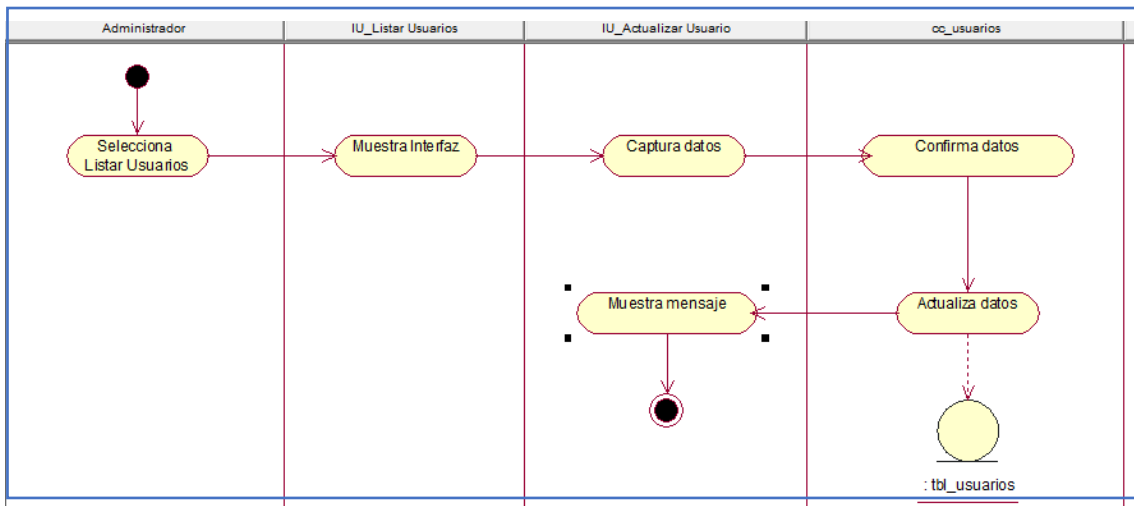 Administrador
IU_Listar Usuarios
IU_Actualizar Usuario
cc_usuarios
Selecciona
Listar Usuarios
Muestra Interfaz
Captura datos
Confirma datos
Muestra mensaje
Actualiza datos
: tbl_usuarios